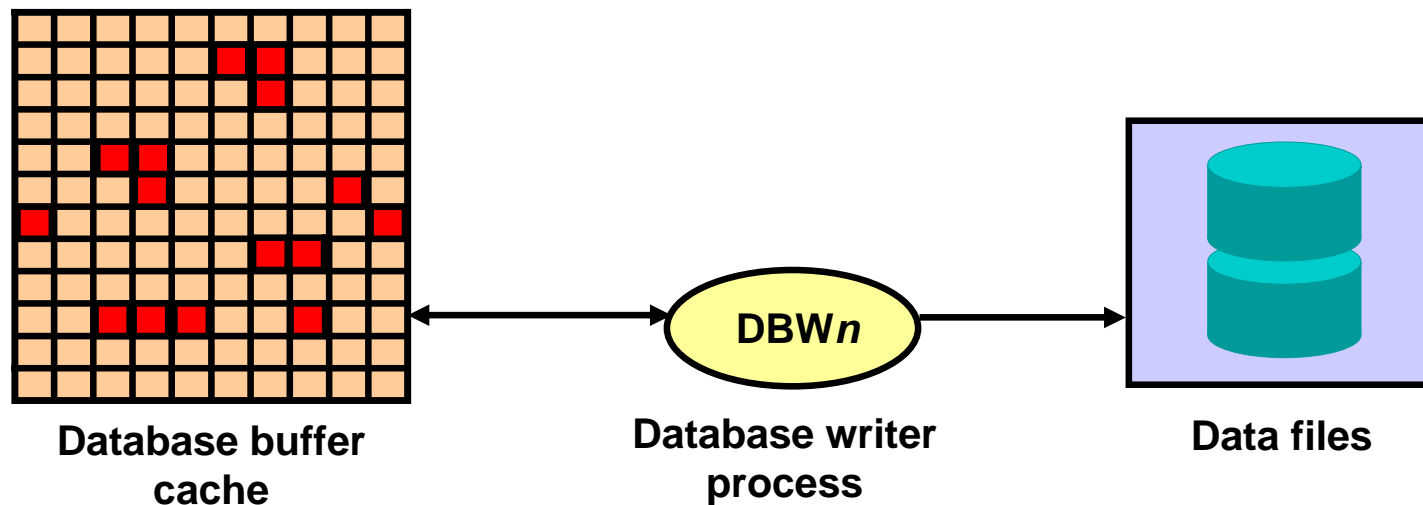 DBWn
Database buffer
cache
Database writer
process
Data files